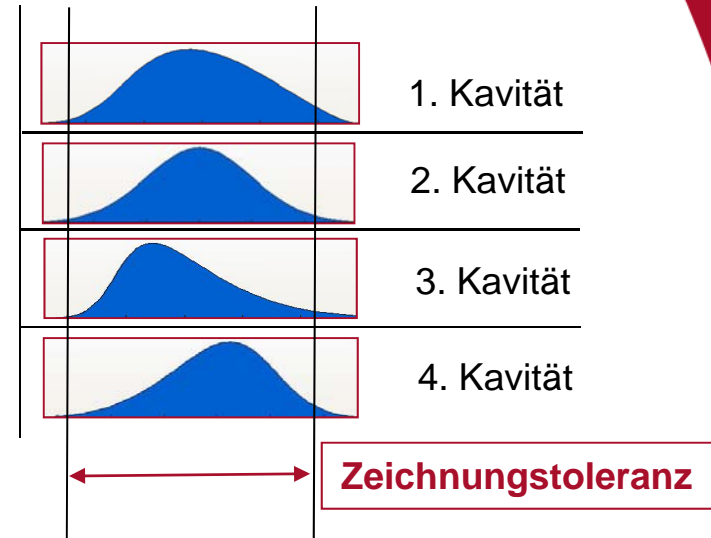 1. Kavität
2. Kavität
3. Kavität
4. Kavität
Zeichnungstoleranz